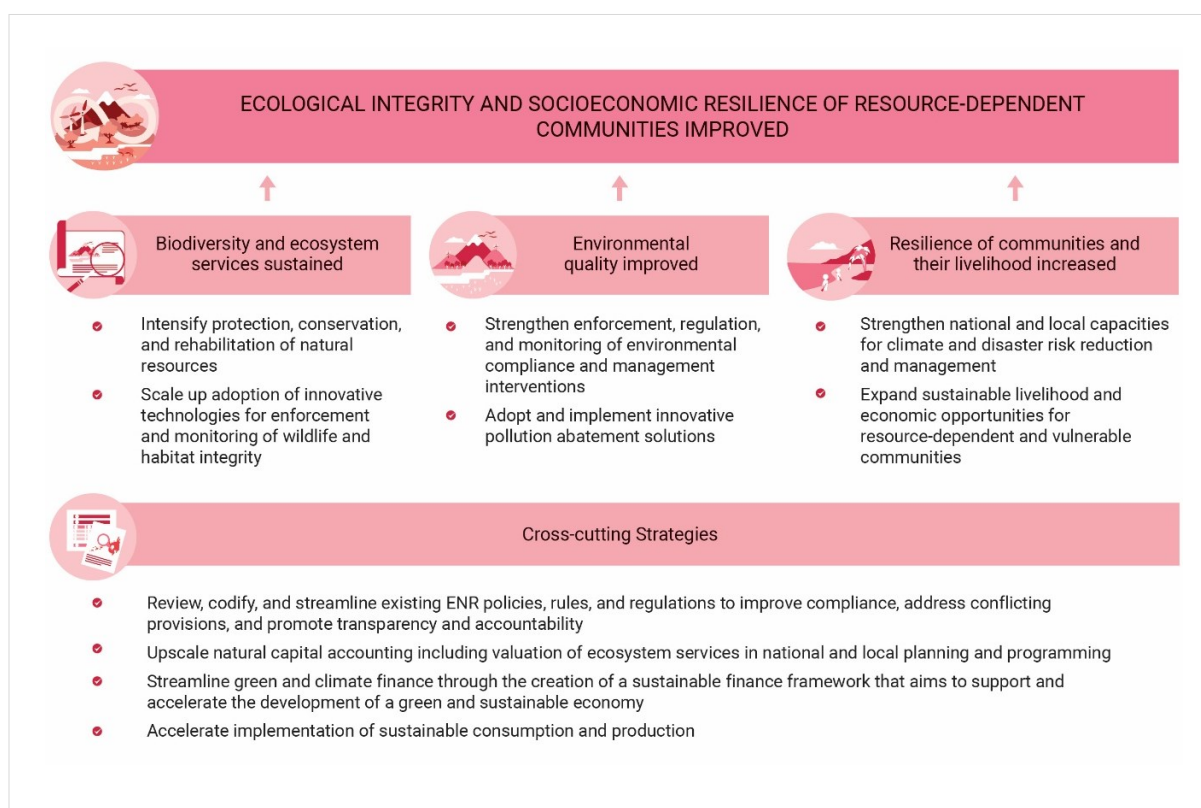 ECOLOGICAL INTEGRITY AND SOCIOECONOMIC RESILIENCE OF RESOURCE-DEPENDENT
COMMUNITIES IMPROVED
Biodiversity and ecosystem
services sustained
Intensify protection, conservation,
and rehabilitation of natural
resources
Scale up adoption of innovative
technologies for enforcement
and monitoring of wildlife and
habitat integrity
Environmental
quality improved
Strengthen enforcement, regulation,
and monitoring of environmental
compliance and management
interventions
Adopt and implement innovative
pollution abatement solutions
Resilience of communities and
their livelihood increased
Strengthen national and local capacities
for climate and disaster risk reduction
and management
Expand sustainable livelihood and
economic opportunities for
resource-dependent and vulnerable
communities
Cross-cutting Strategies
Review, codify, and streamline existing ENR policies, rules, and regulations to improve compliance, address conflicting
provisions, and promote transparency and accountability
Upscale natural capital accounting including valuation of ecosystem services in national and local planning and programming
Streamline green and climate finance through the creation of a sustainable finance framework that aims to support and
accelerate the development of a green and sustainable economy
Accelerate implementation of sustainable consumption and production